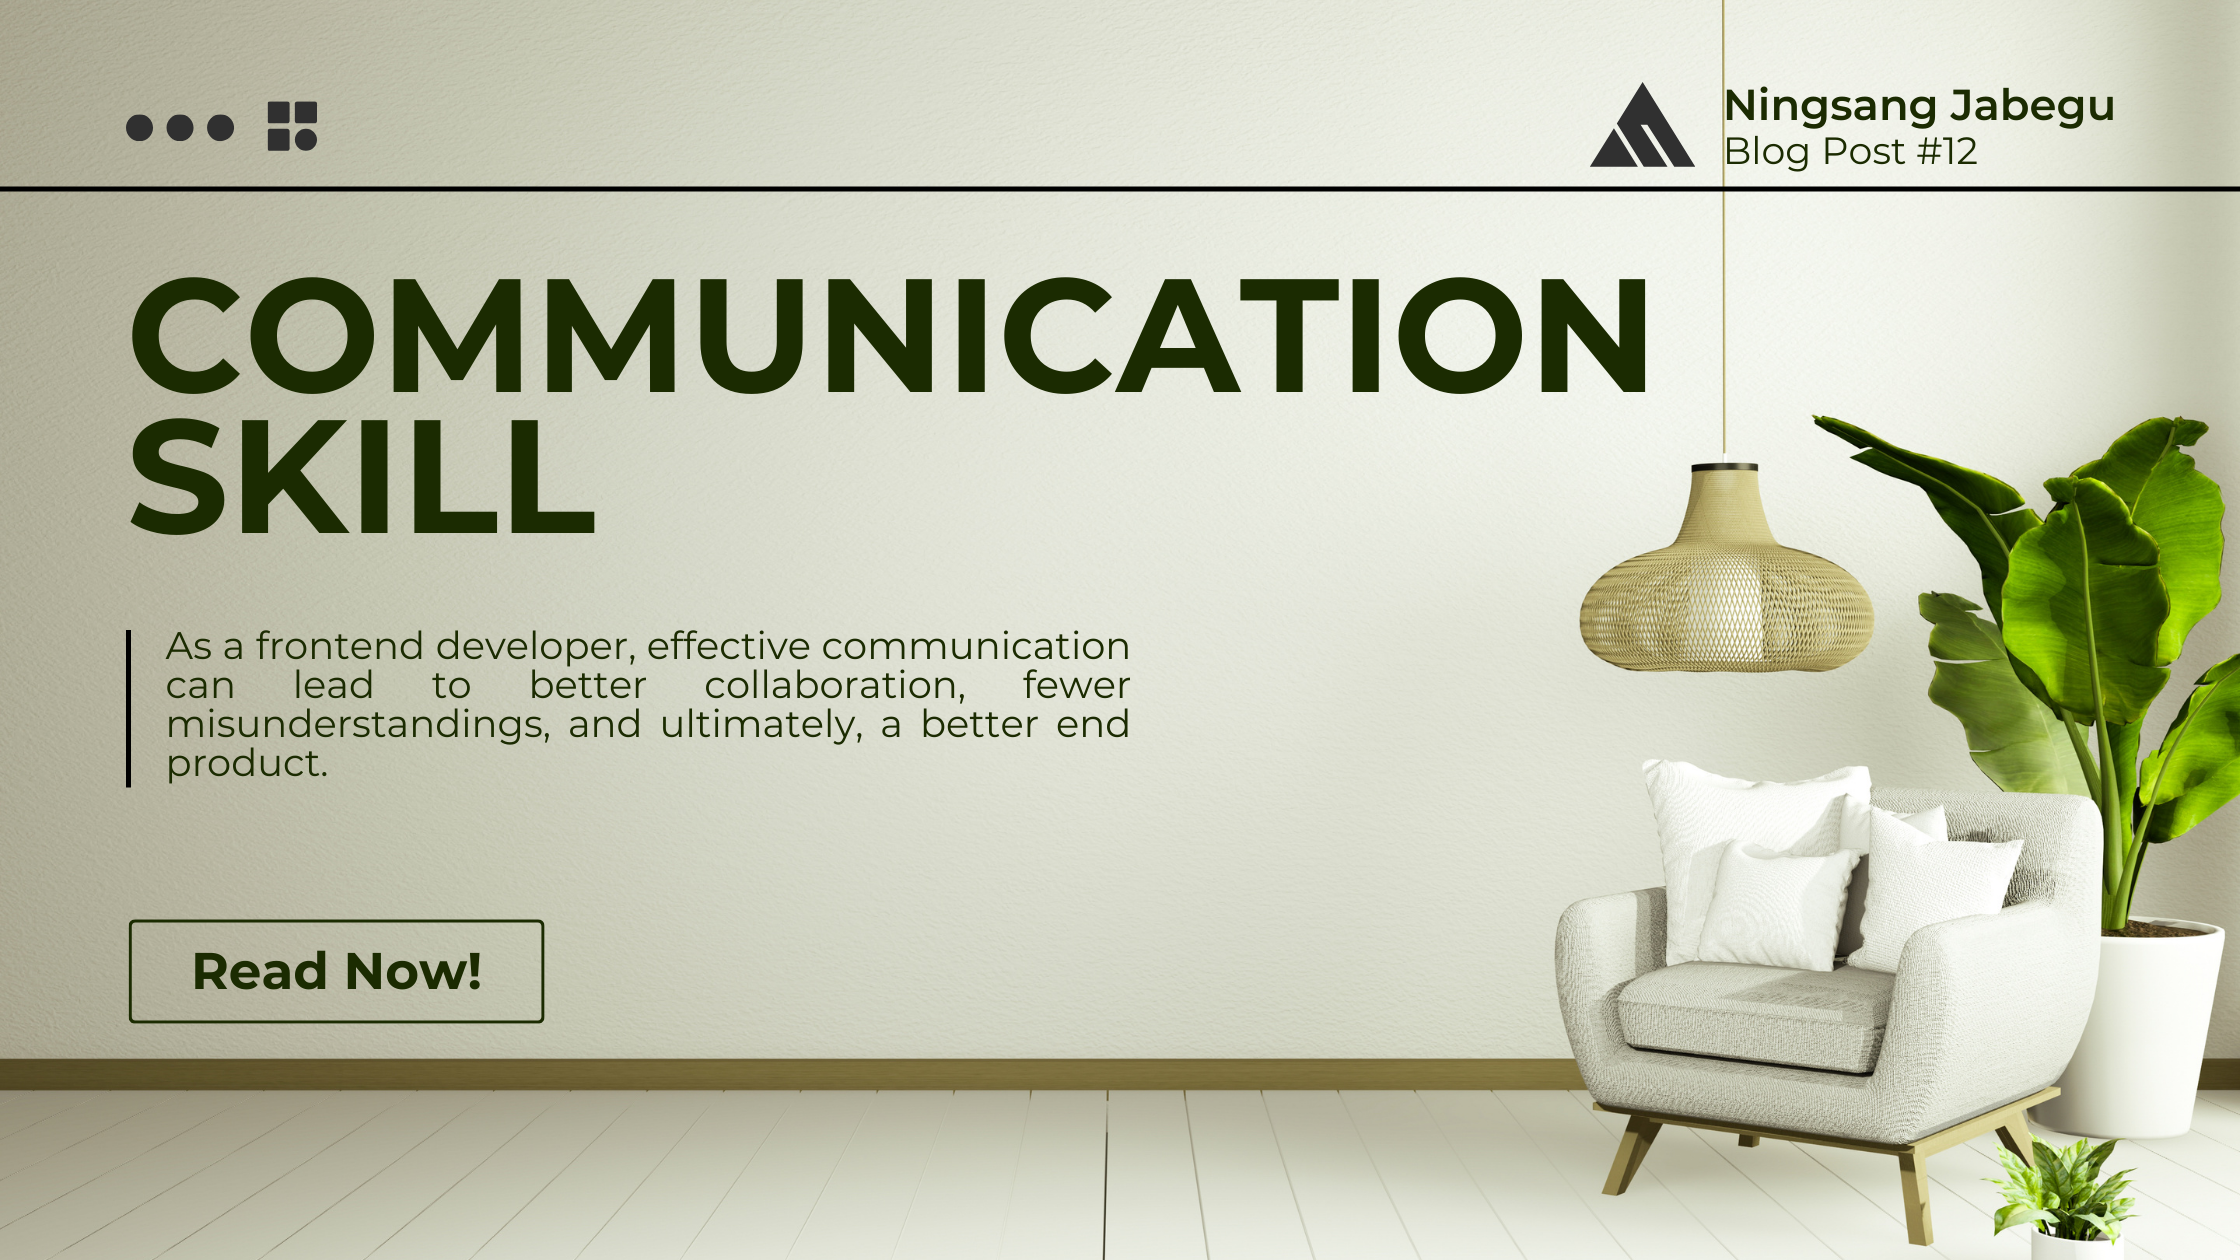 Ningsang Jabegu
Blog Post #12
COMMUNICATION
SKILL
As a frontend developer, effective communication
can lead to better collaboration, fewer
misunderstandings, and ultimately, a better end
product.
Read Now!